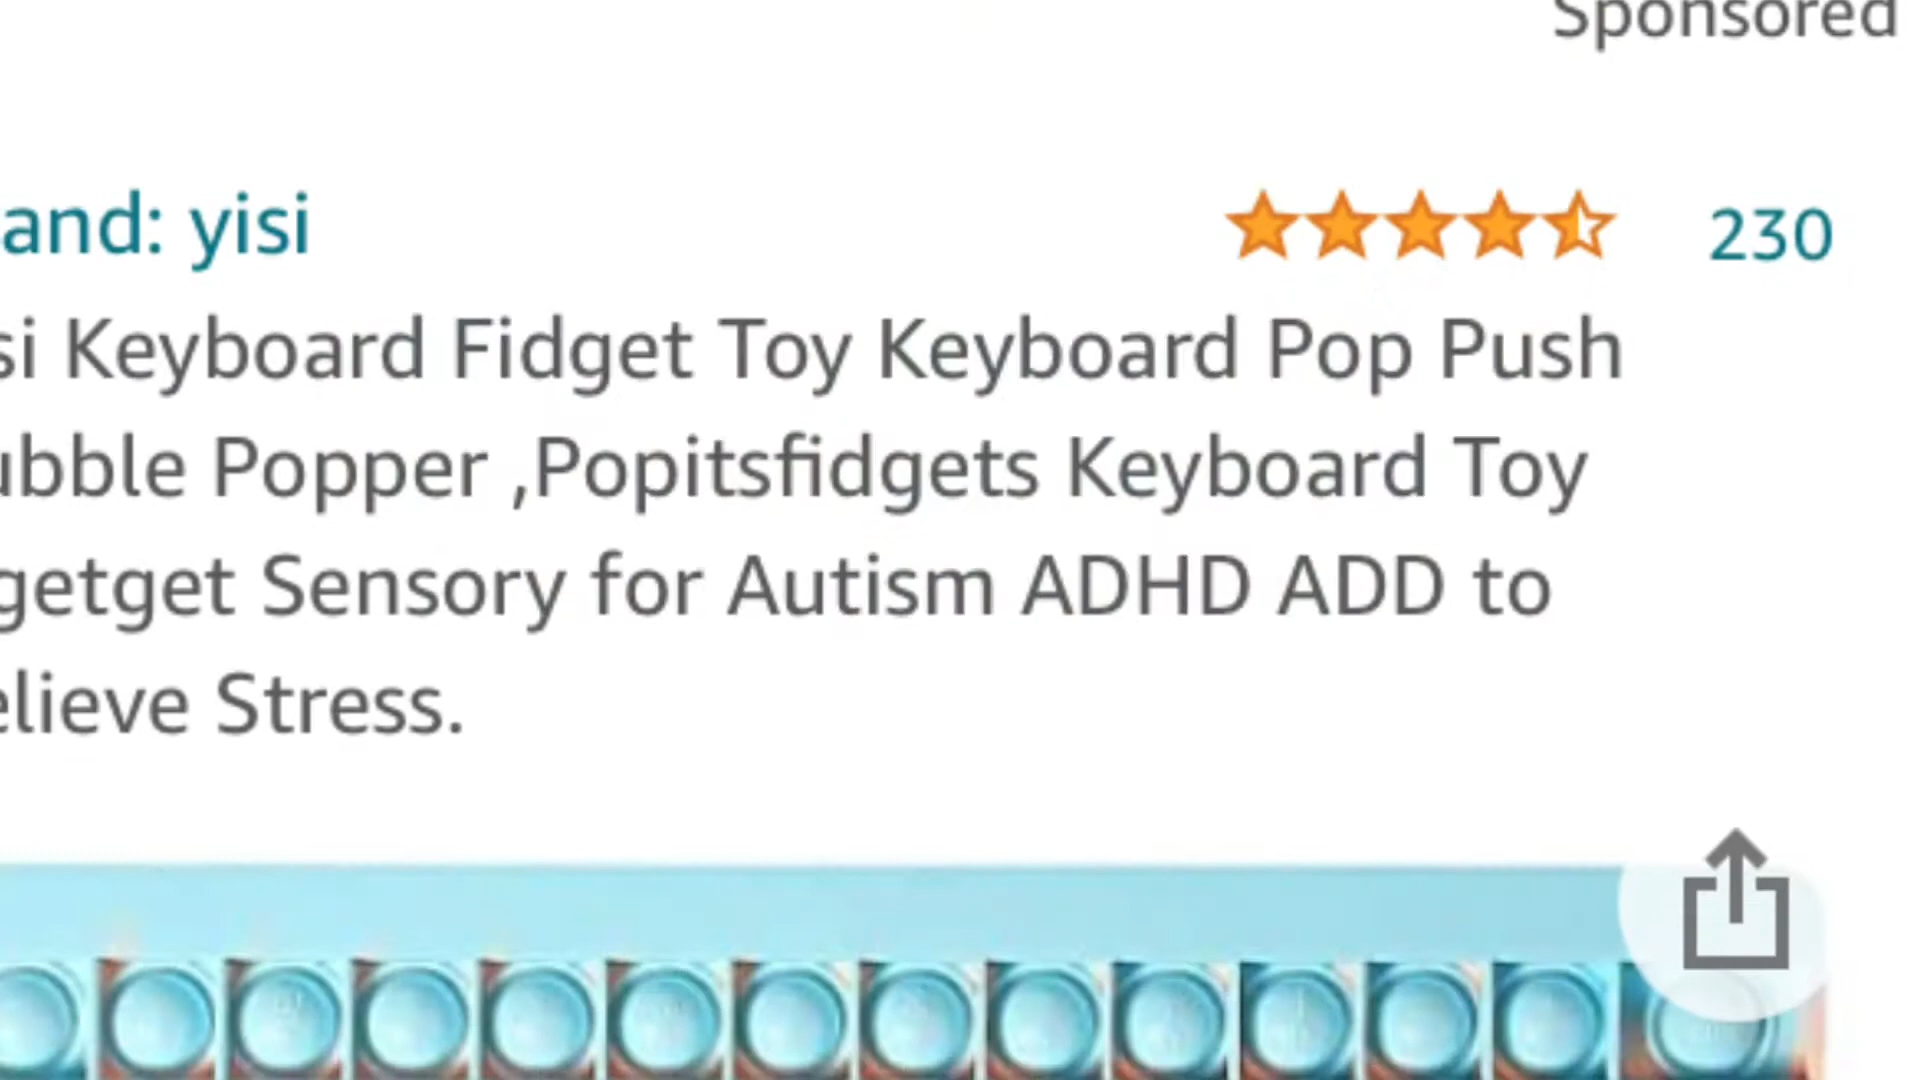 Sponsored
and: yisi
230
si Keyboard Fidget Toy Keyboard Pop Push
ubble Popper ,Popitsfidgets Keyboard Toy
getget Sensory for Autism ADHD ADD to
elieve Stress.